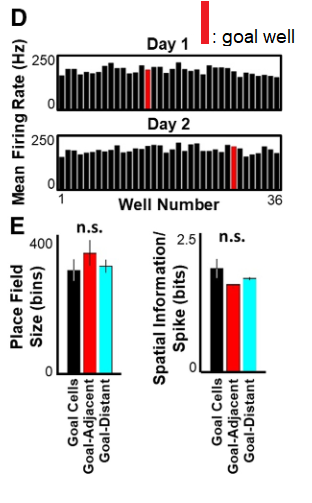 D
: goal well
Day 1
Mean Firing Rate (Hz)
250
0
Day 2
250
0
1
36
Well Number
E
n.s.
400
0
Place Field
Size (bins)
Goal Cells
Goal-Adjacent
Goal-Distant
n.s.
2.5
0
Spatial Information/
Spike (bits)
Goal Cells
Goal-Adjacent
Goal-Distant